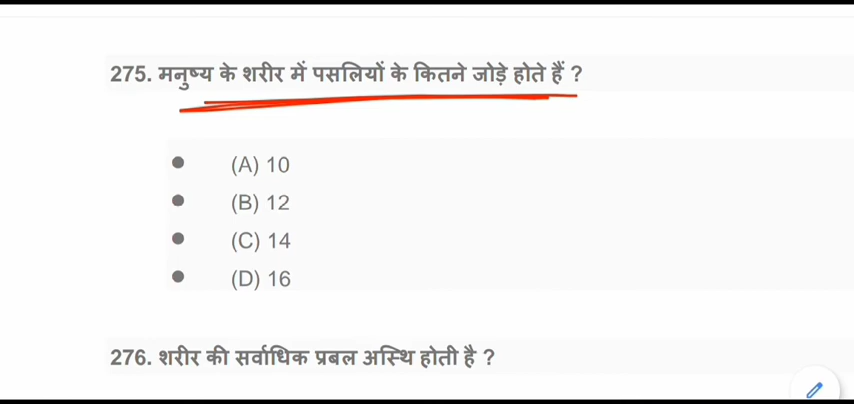 275. मनुष्य के शरीर में पसलियों के कितने जोड़े होते हैं ?
(A) 10
(B) 12
(C) 14
(D) 16
276. शरीर की सर्वाधिक प्रबल अस्थि होती है ?